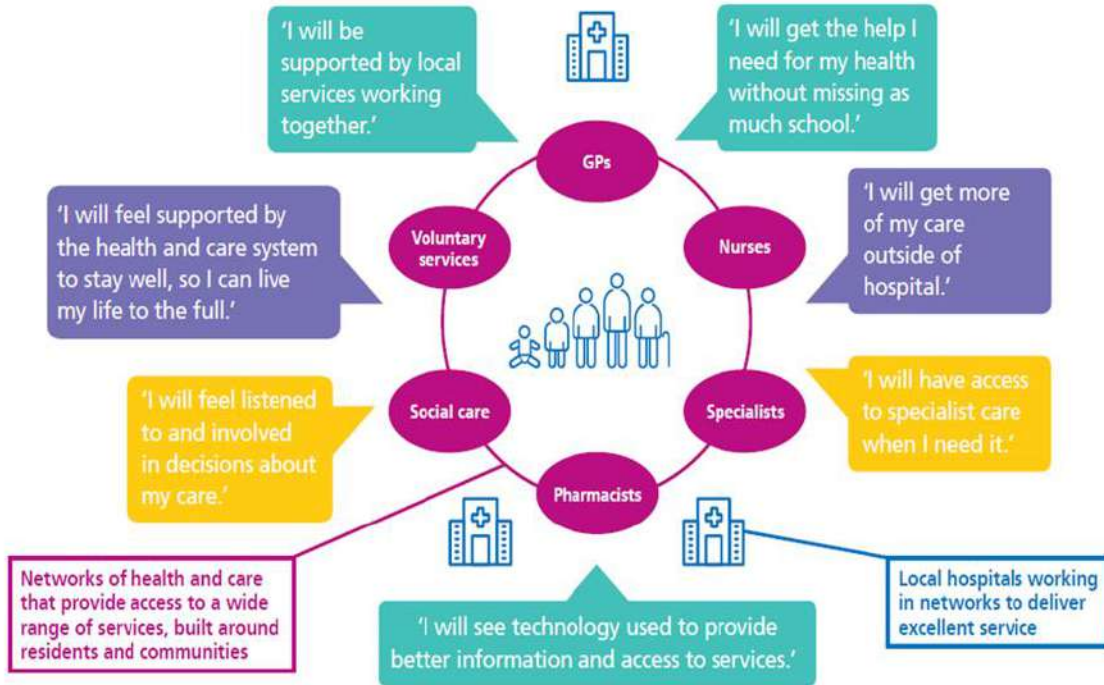 'I will be
supported by local
services working
together.'
'I will get the help I
need for my health
without missing as
much school.'
GPs
'I will feel supported by
the health and care system
to stay well, so I can live
my life to the full.'
Voluntary
services
Nurses
'I will get more
of my care
outside of
hospital.'
'I will feel listened
to and involved
in decisions about
my care.'
Social care
Specialists
'I will have access
to specialist care
when I need it.'
Pharmacists
Networks of health and care
that provide access to a wide
range of services, built around
residents and communities
'I will see technology used to provide
better information and access to services.'
Local hospitals working
in networks to deliver
excellent service